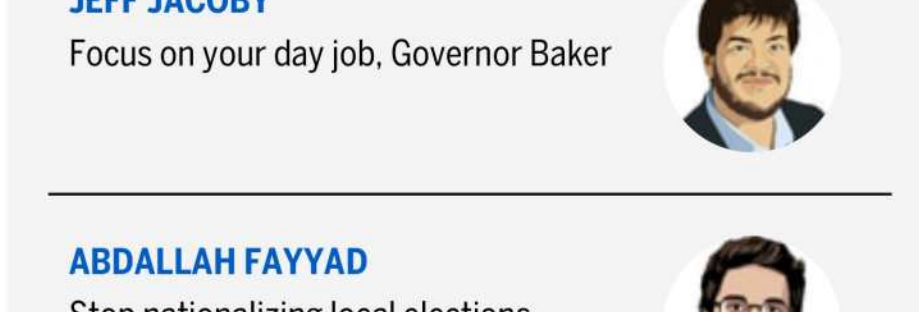 JEFF JACOBY
Focus on your day job, Governor Baker
ABDALLAH FAYYAD
Stop nationalizing local elections